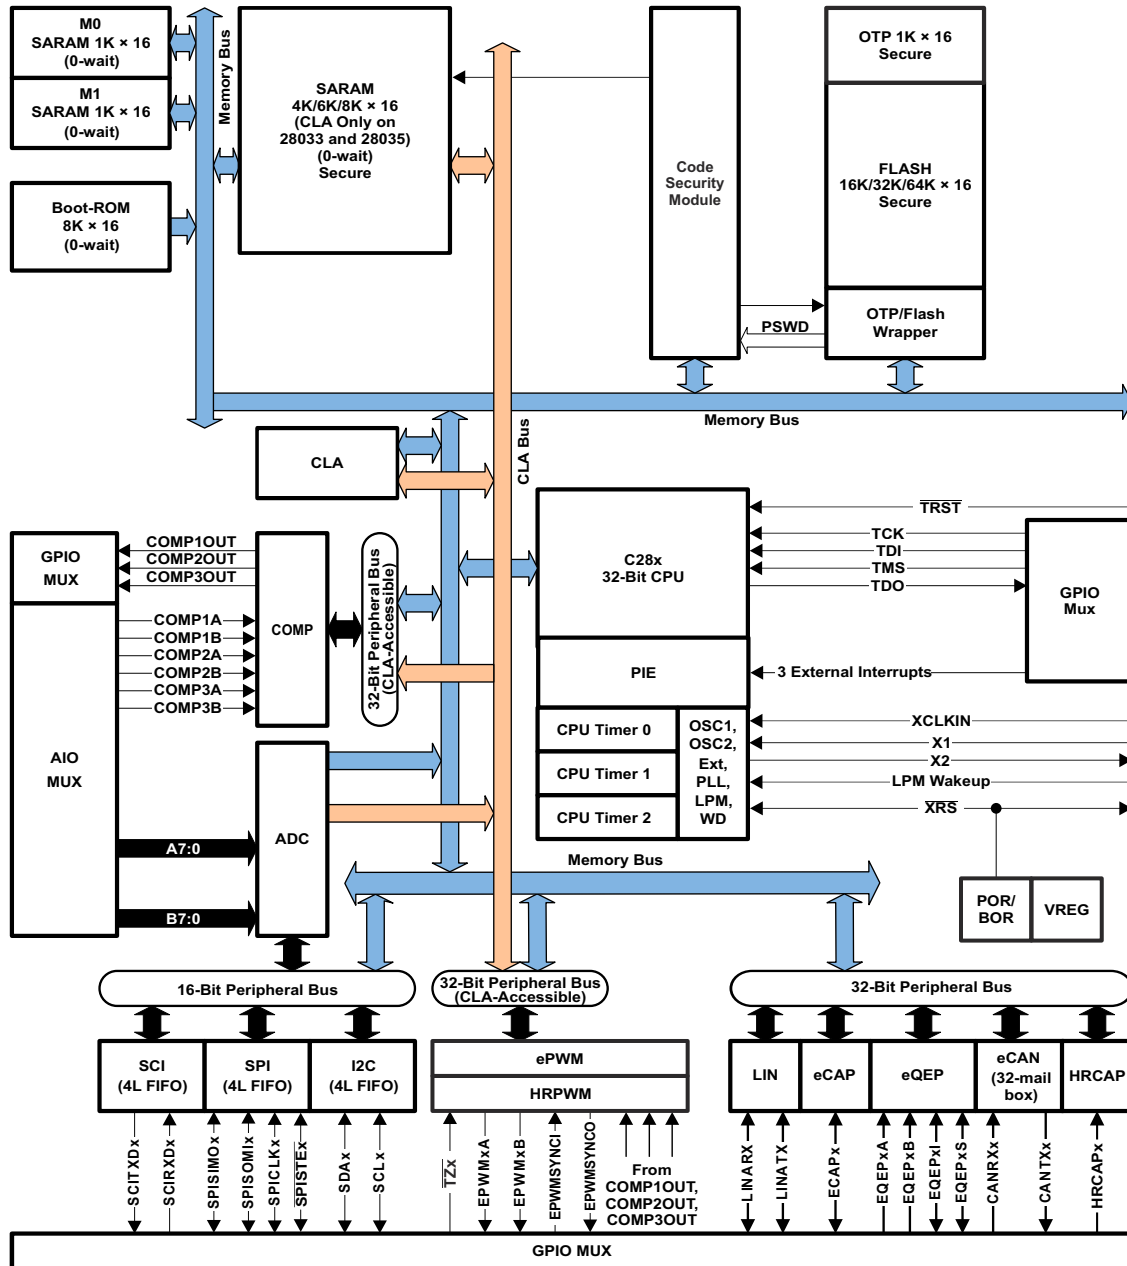 M0
SARAM 1K × 16
(0-wait)
M1
SARAM 1K × 16
(0-wait)
Boot-ROM
8K × 16
(0-wait)
Memory Bus
SARAM
4K/6K/8K × 16
(CLA Only on
28033 and 28035)
(0-wait)
Secure
Code
Security
Module
OTP 1K × 16
Secure
FLASH
16K/32K/64K × 16
Secure
OTP/Flash
Wrapper
PSWD
Memory Bus
CLA Bus
CLA
C28x
32-Bit CPU
TRST
TCK
TDI
TMS
TDO
GPIO
Mux
PIE
3 External Interrupts
CPU Timer 0
CPU Timer 1
CPU Timer 2
OSC1,
OSC2,
Ext,
PLL,
LPM,
WD
XCLKIN
X1
X2
LPM Wakeup
XRS
POR/
BOR
VREG
GPIO
MUX
COMP1OUT
COMP2OUT
COMP3OUT
AIO
MUX
COMP1A
COMP1B
COMP2A
COMP2B
COMP3A
COMP3B
COMP
32-Bit Peripheral Bus
(CLA-Accessible)
ADC
A7:0
B7:0
Memory Bus
16-Bit Peripheral Bus
32-Bit Peripheral Bus
(CLA-Accessible)
32-Bit Peripheral Bus
SCI
(4L FIFO)
SPI
(4L FIFO)
I2C
(4L FIFO)
ePWM
HRPWM
LIN
eCAP
eQEP
eCAN
(32-mail
box)
HRCAP
SCITXDx
SCIRXDx
SPISIMOx
SPISOMIx
SPICLKx
SPISTEx
SDAx
SCLx
TZx
EPWMxA
EPWMxB
EPWMSYNCI
EPWMSYNCO
From
COMP1OUT,
COMP2OUT,
COMP3OUT
LINARX
LINATX
ECAPx
EQEPxA
EQEPxB
EQEPxI
EQEPxS
CANRXx
CANTXx
HRCAPx
GPIO MUX